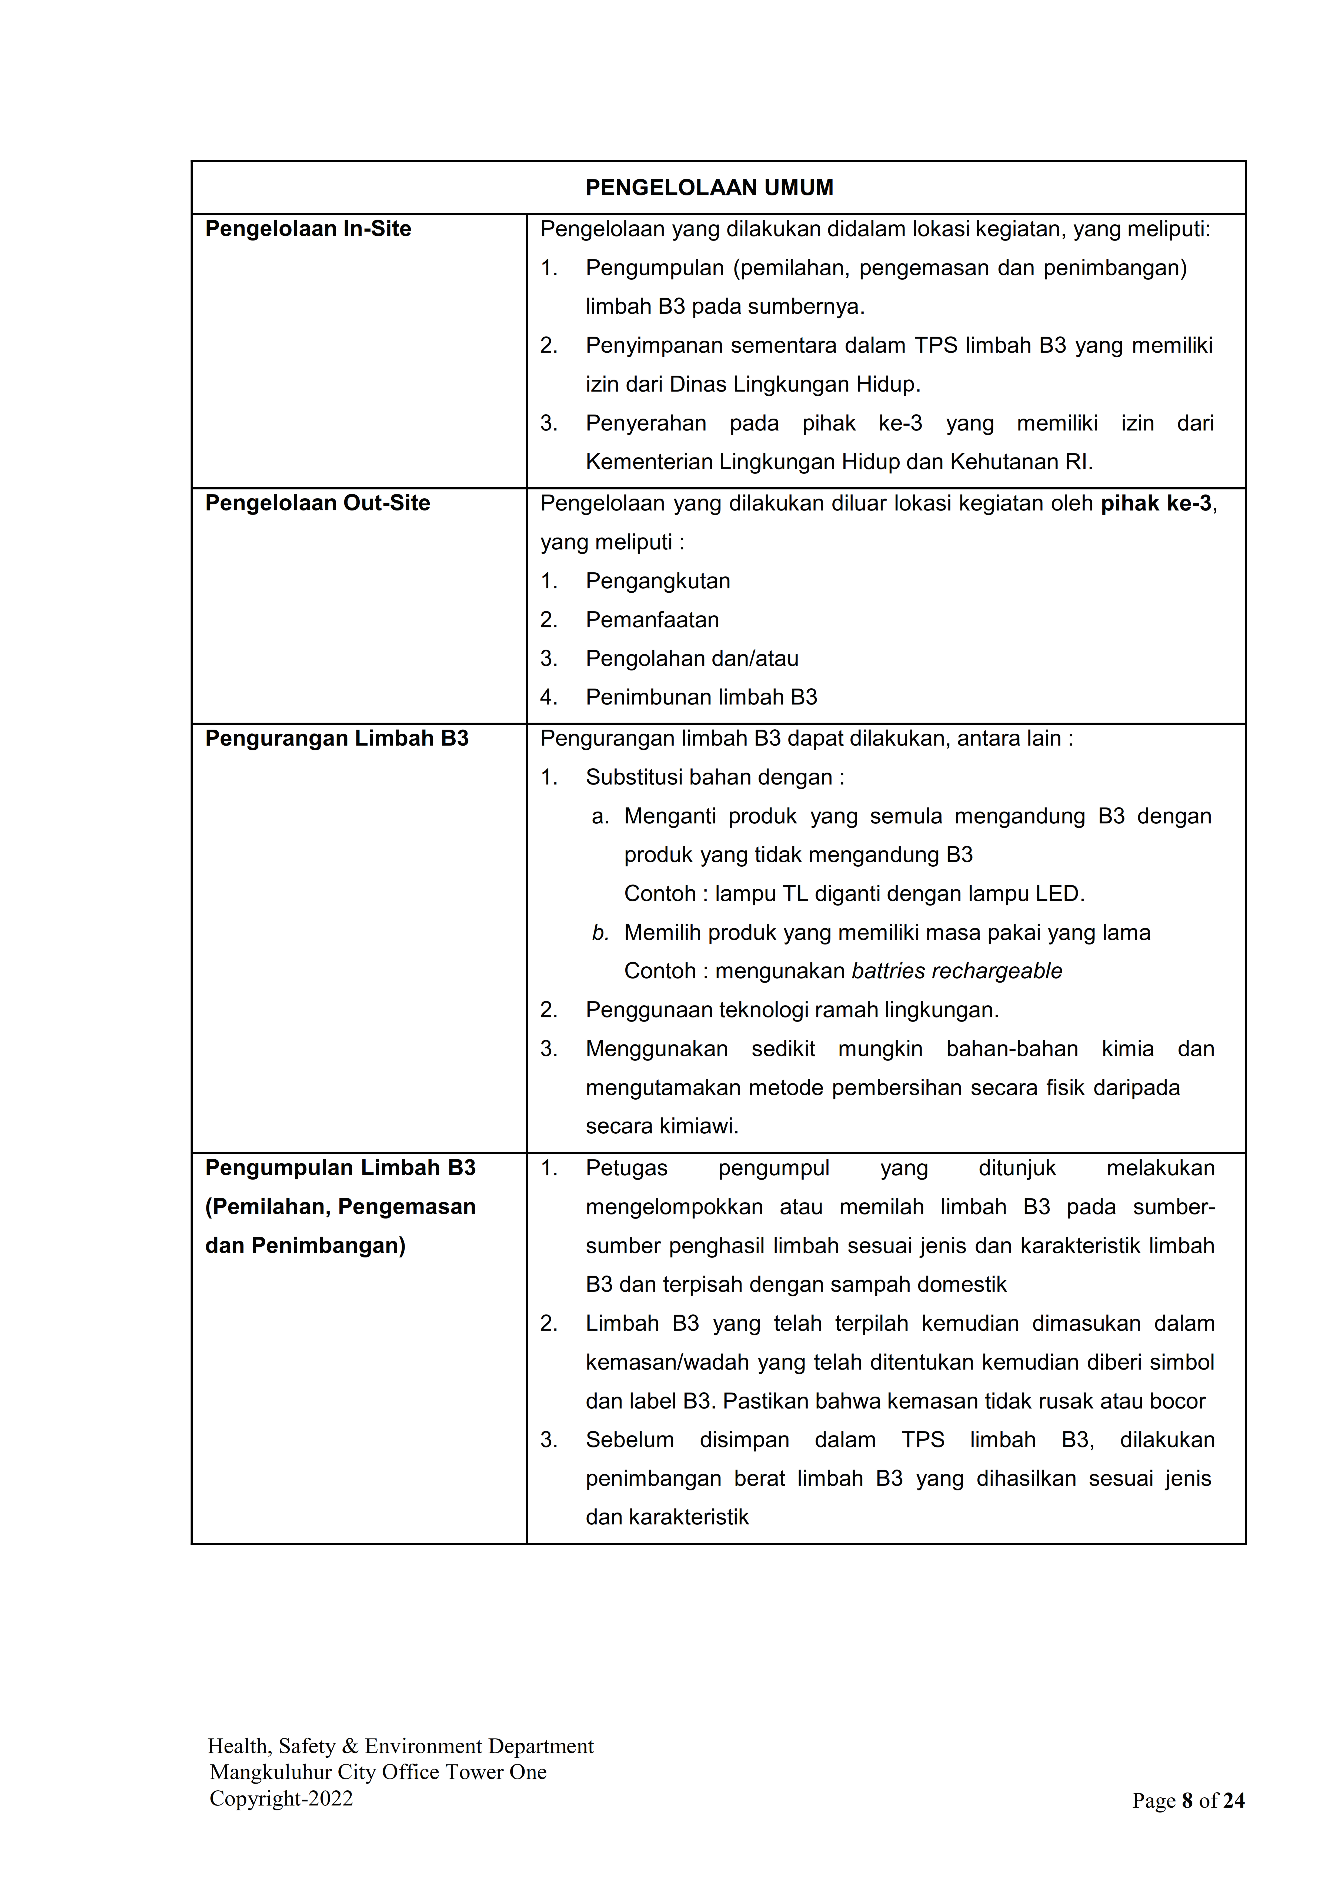 PENGELOLAAN UMUM
Pengelolaan In-Site
Pengelolaan yang dilakukan didalam lokasi kegiatan, yang meliputi:
1. Pengumpulan (pemilahan, pengemasan dan penimbangan)
limbah B3 pada sumbernya.
2. Penyimpanan sementara dalam TPS limbah B3 yang memiliki
izin dari Dinas Lingkungan Hidup.
3. Penyerahan pada pihak ke-3 yang memiliki izin dari
Kementerian Lingkungan Hidup dan Kehutanan RI.
Pengelolaan Out-Site
Pengelolaan yang dilakukan diluar lokasi kegiatan oleh pihak ke-3,
yang meliputi :
1. Pengangkutan
2. Pemanfaatan
3. Pengolahan dan/atau
4. Penimbunan limbah B3
Pengurangan Limbah B3
Pengurangan limbah B3 dapat dilakukan, antara lain :
1. Substitusi bahan dengan :
a. Menganti produk yang semula mengandung B3 dengan
produk yang tidak mengandung B3
Contoh : lampu TL diganti dengan lampu LED.
b. Memilih produk yang memiliki masa pakai yang lama
Contoh : mengunakan battries rechargeable
2. Penggunaan teknologi ramah lingkungan.
3. Menggunakan sedikit mungkin bahan-bahan kimia dan
mengutamakan metode pembersihan secara fisik daripada
secara kimiawi.
Pengumpulan Limbah B3
(Pemilahan, Pengemasan
dan Penimbangan)
1. Petugas pengumpul yang ditunjuk melakukan
mengelompokkan atau memilah limbah B3 pada sumber-
sumber penghasil limbah sesuai jenis dan karakteristik limbah
B3 dan terpisah dengan sampah domestik
2. Limbah B3 yang telah terpilah kemudian dimasukan dalam
kemasan/wadah yang telah ditentukan kemudian diberi simbol
dan label B3. Pastikan bahwa kemasan tidak rusak atau bocor
3. Sebelum disimpan dalam TPS limbah B3, dilakukan
penimbangan berat limbah B3 yang dihasilkan sesuai jenis
dan karakteristik
Health, Safety & Environment Department
Mangkuluhur City Office Tower One
Copyright-2022
Page 8 of 24